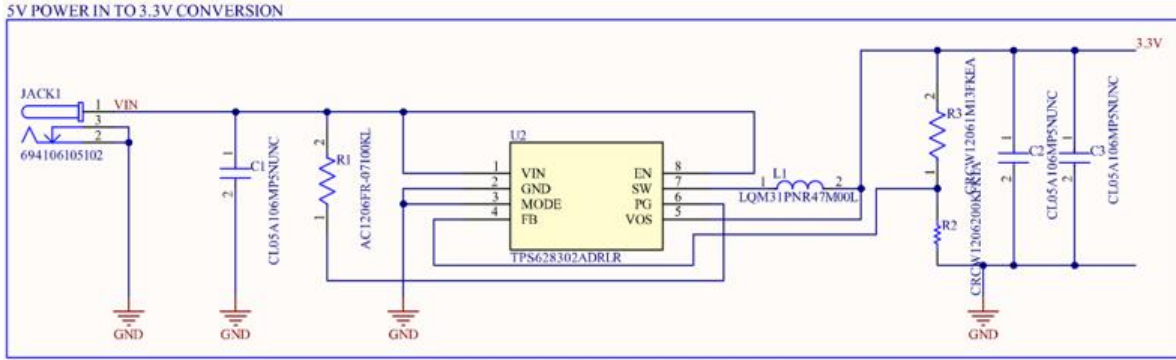 5V POWER IN TO 3.3V CONVERSION
3.3V
JACK1
1 VIN
3
2
694106105102
1
C1
2
CL05A106MP5NUNC
2
R1
1
AC1206FR-07100KL
U2
1 VIN EN 8
2 GND SW 7
3 MODE PG 6
4 FB VOS 5
TPS628302ADRLR
1 L1 2
LQM31PNR47M00L
2
R3
1
CRCW12061M13FKEA
R2
1
C2
2
CL05A106MP5NUNC
1
C3
2
CL05A106MP5NUNC
GND
GND
GND
GND